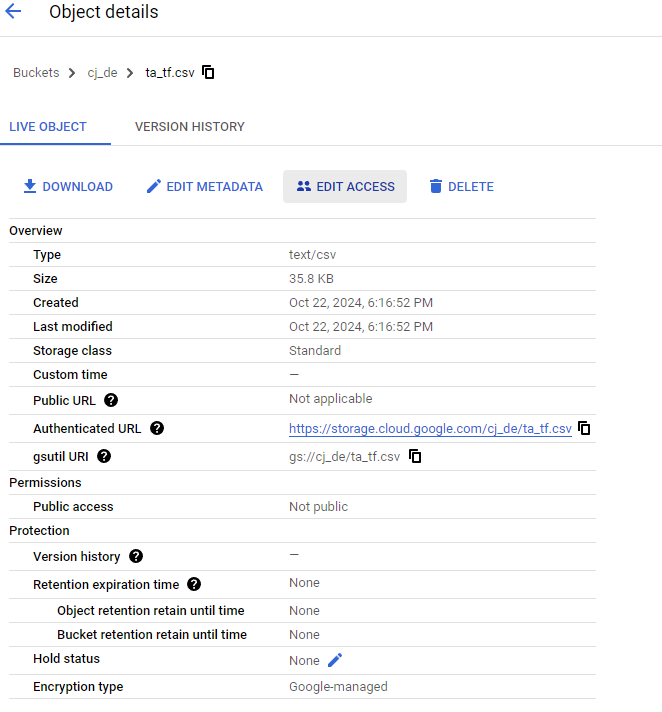 Object details
Buckets > cj_de > ta_tf.csv
LIVE OBJECT VERSION HISTORY
DOWNLOAD EDIT METADATA EDIT ACCESS DELETE
Overview
Type text/csv
Size 35.8 KB
Created Oct 22, 2024, 6:16:52 PM
Last modified Oct 22, 2024, 6:16:52 PM
Storage class Standard
Custom time —
Public URL ? Not applicable
Authenticated URL ? https://storage.cloud.google.com/cj_de/ta_tf.csv
gsutil URI ? gs://cj_de/ta_tf.csv
Permissions
Public access Not public
Protection
Version history ? —
Retention expiration time ? None
Object retention retain until time None
Bucket retention retain until time None
Hold status None
Encryption type Google-managed